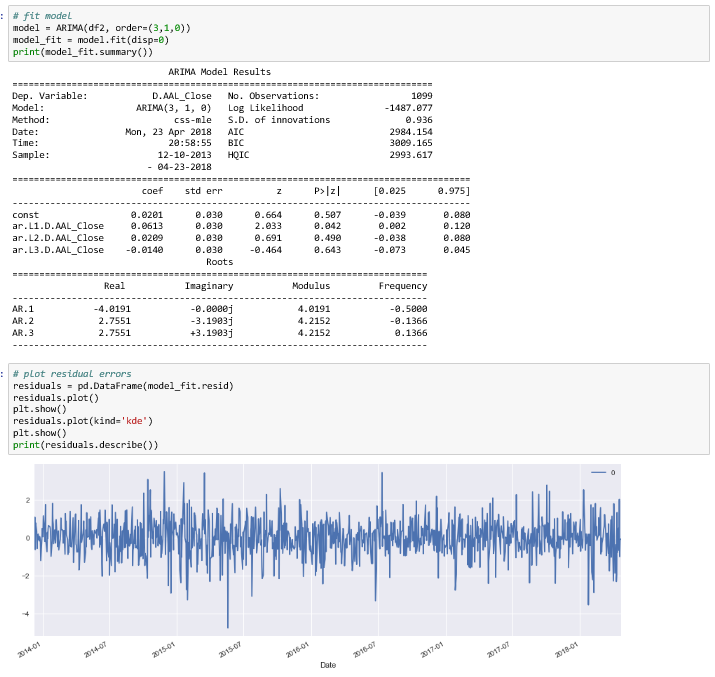 # fit model
model = ARIMA(df2, order=(3,1,0))
model_fit = model.fit(disp=0)
print(model_fit.summary())
ARIMA Model Results
==============================================================================
Dep. Variable: D.AAL_Close No. Observations: 1099
Model: ARIMA(3, 1, 0) Log Likelihood -1487.077
Method: css-mle S.D. of innovations 0.936
Date: Mon, 23 Apr 2018 AIC 2984.154
Time: 20:58:55 BIC 3009.165
Sample: 12-10-2013 HQIC 2993.617
- 04-23-2018
=====================================================================================
coef std err z P>|z| [0.025 0.975]
-------------------------------------------------------------------------------------
const 0.0201 0.030 0.664 0.507 -0.039 0.080
ar.L1.D.AAL_Close 0.0613 0.030 2.033 0.042 0.002 0.120
ar.L2.D.AAL_Close 0.0209 0.030 0.691 0.490 -0.038 0.080
ar.L3.D.AAL_Close -0.0140 0.030 -0.464 0.643 -0.073 0.045
Roots
=============================================================================
Real Imaginary Modulus Frequency
-----------------------------------------------------------------------------
AR.1 -4.0191 -0.0000j 4.0191 -0.5000
AR.2 2.7551 -3.1903j 4.2152 -0.1366
AR.3 2.7551 +3.1903j 4.2152 0.1366
-----------------------------------------------------------------------------
# plot residual errors
residuals = pd.DataFrame(model_fit.resid)
residuals.plot()
plt.show()
residuals.plot(kind='kde')
plt.show()
print(residuals.describe())
0
2
0
-2
-4
2014-01 2014-07 2015-01 2015-07 2016-01 2016-07 2017-01 2017-07 2018-01
Date